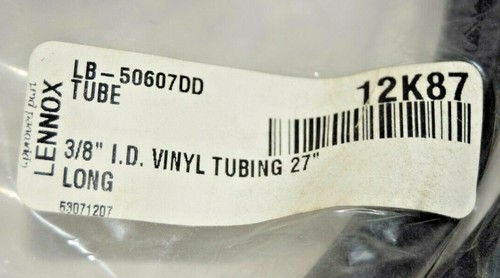 LB-50607DD
TUBE
12K87
LENNOX
3/8" I.D. VINYL TUBING 27"
LONG
53071207